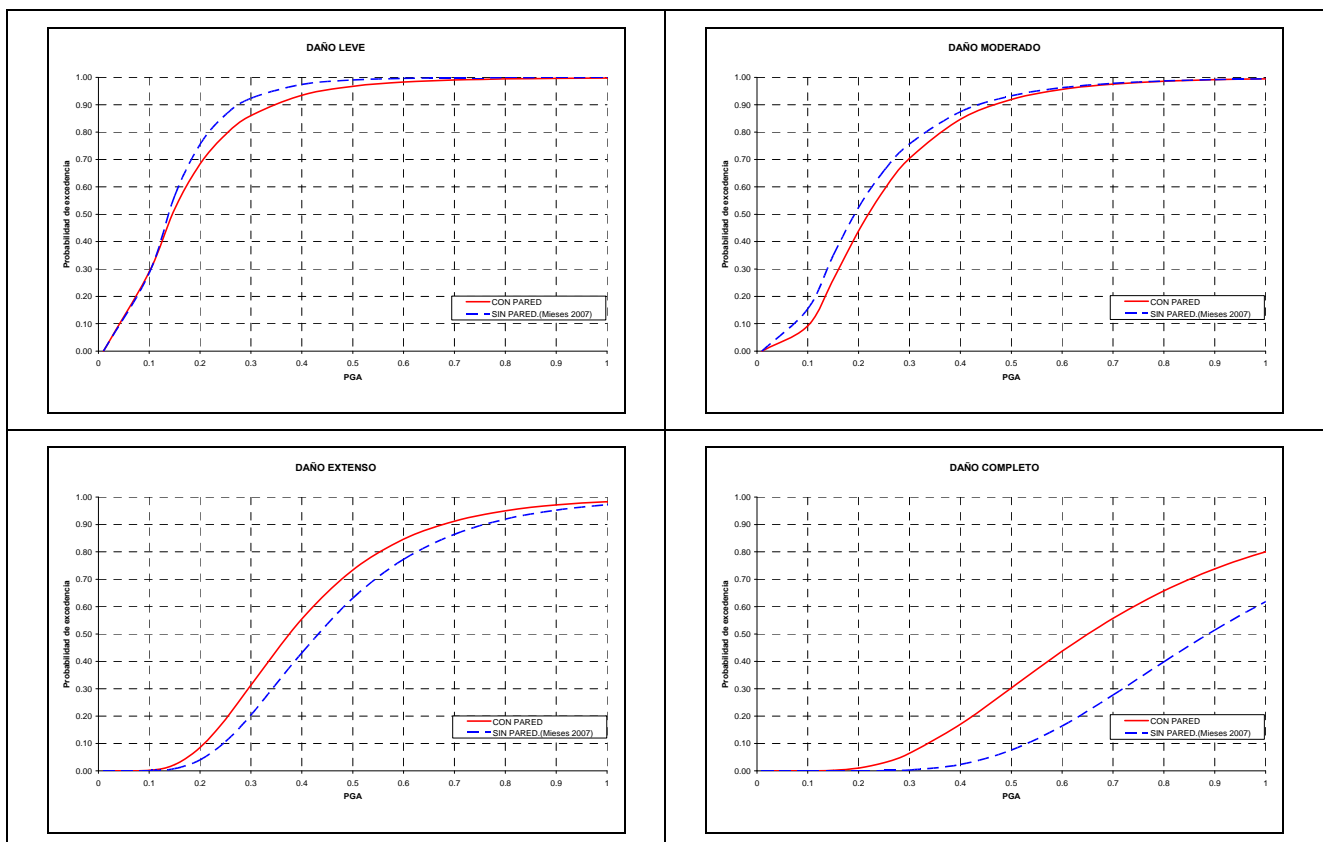 DAÑO LEVE
1.00
0.90
0.80
0.70
0.60
0.50
0.40
0.30
0.20
0.10
0.00
0 0.1 0.2 0.3 0.4 0.5 0.6 0.7 0.8 0.9 1
PGA
Probabilidad de excedencia
CON PARED
SIN PARED.(Mieses 2007)
DAÑO MODERADO
1.00
0.90
0.80
0.70
0.60
0.50
0.40
0.30
0.20
0.10
0.00
0 0.1 0.2 0.3 0.4 0.5 0.6 0.7 0.8 0.9 1
PGA
Probabilidad de excedencia
CON PARED
SIN PARED.(Mieses 2007)
DAÑO EXTENSO
1.00
0.90
0.80
0.70
0.60
0.50
0.40
0.30
0.20
0.10
0.00
0 0.1 0.2 0.3 0.4 0.5 0.6 0.7 0.8 0.9 1
PGA
Probabilidad de excedencia
CON PARED
SIN PARED.(Mieses 2007)
DAÑO COMPLETO
1.00
0.90
0.80
0.70
0.60
0.50
0.40
0.30
0.20
0.10
0.00
0 0.1 0.2 0.3 0.4 0.5 0.6 0.7 0.8 0.9 1
PGA
Probabilidad de excedencia
CON PARED
SIN PARED.(Mieses 2007)